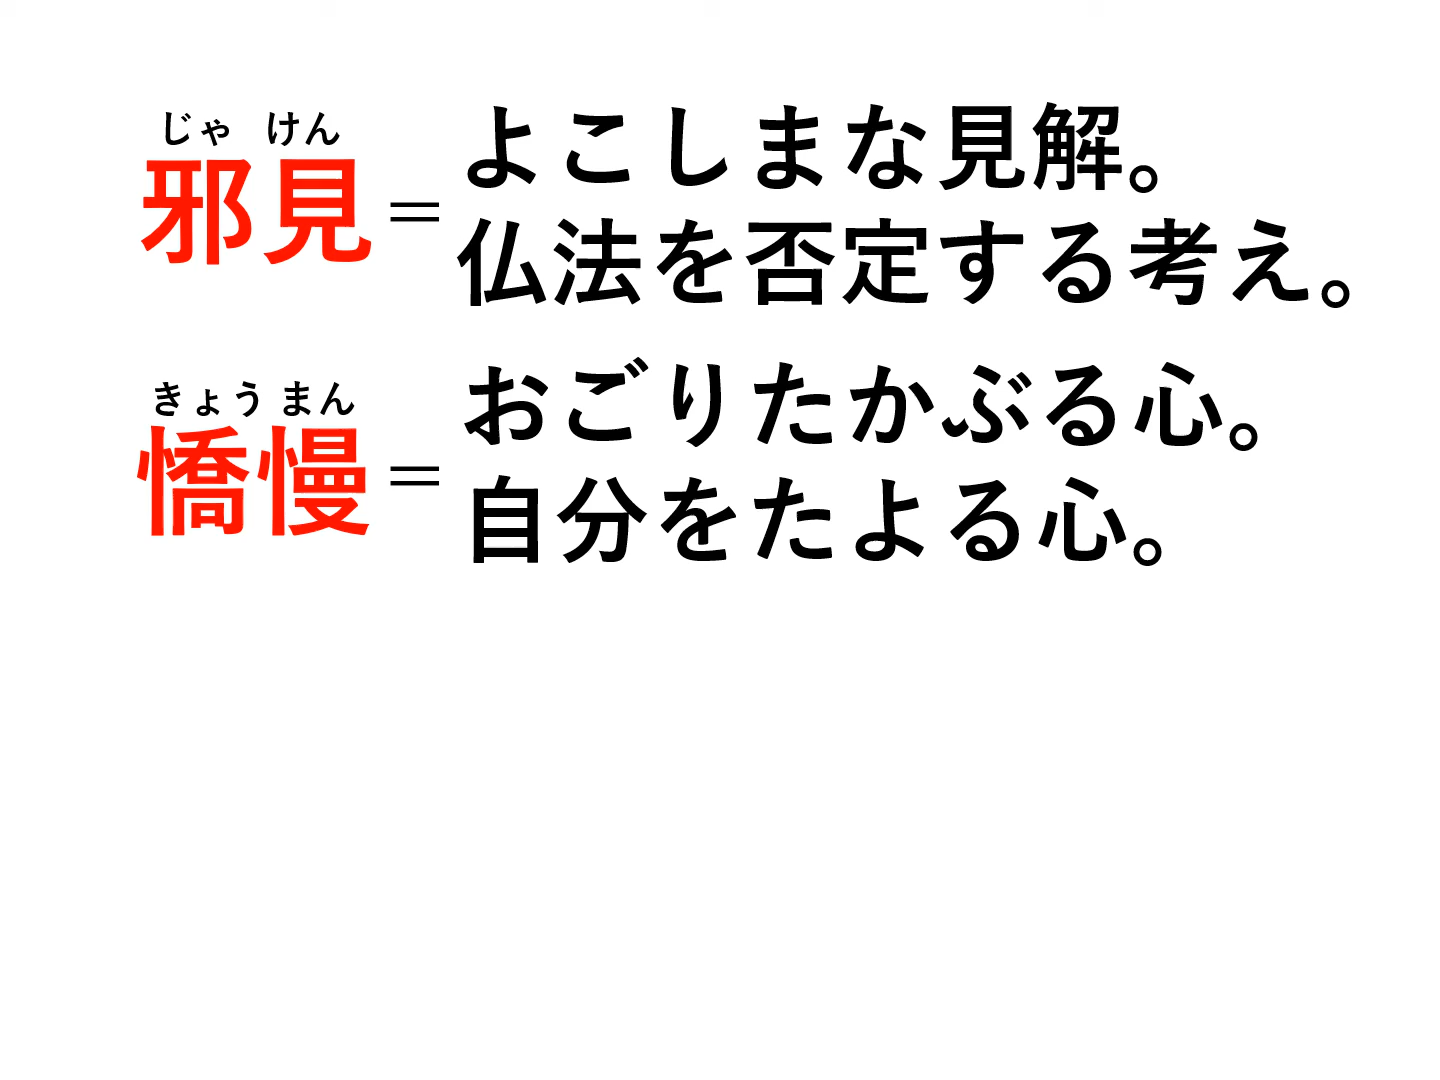 じゃ けん
邪見＝よこしまな見解。
仏法を否定する考え。
きょう まん
憍慢＝おごりたかぶる心。
自分をたよる心。